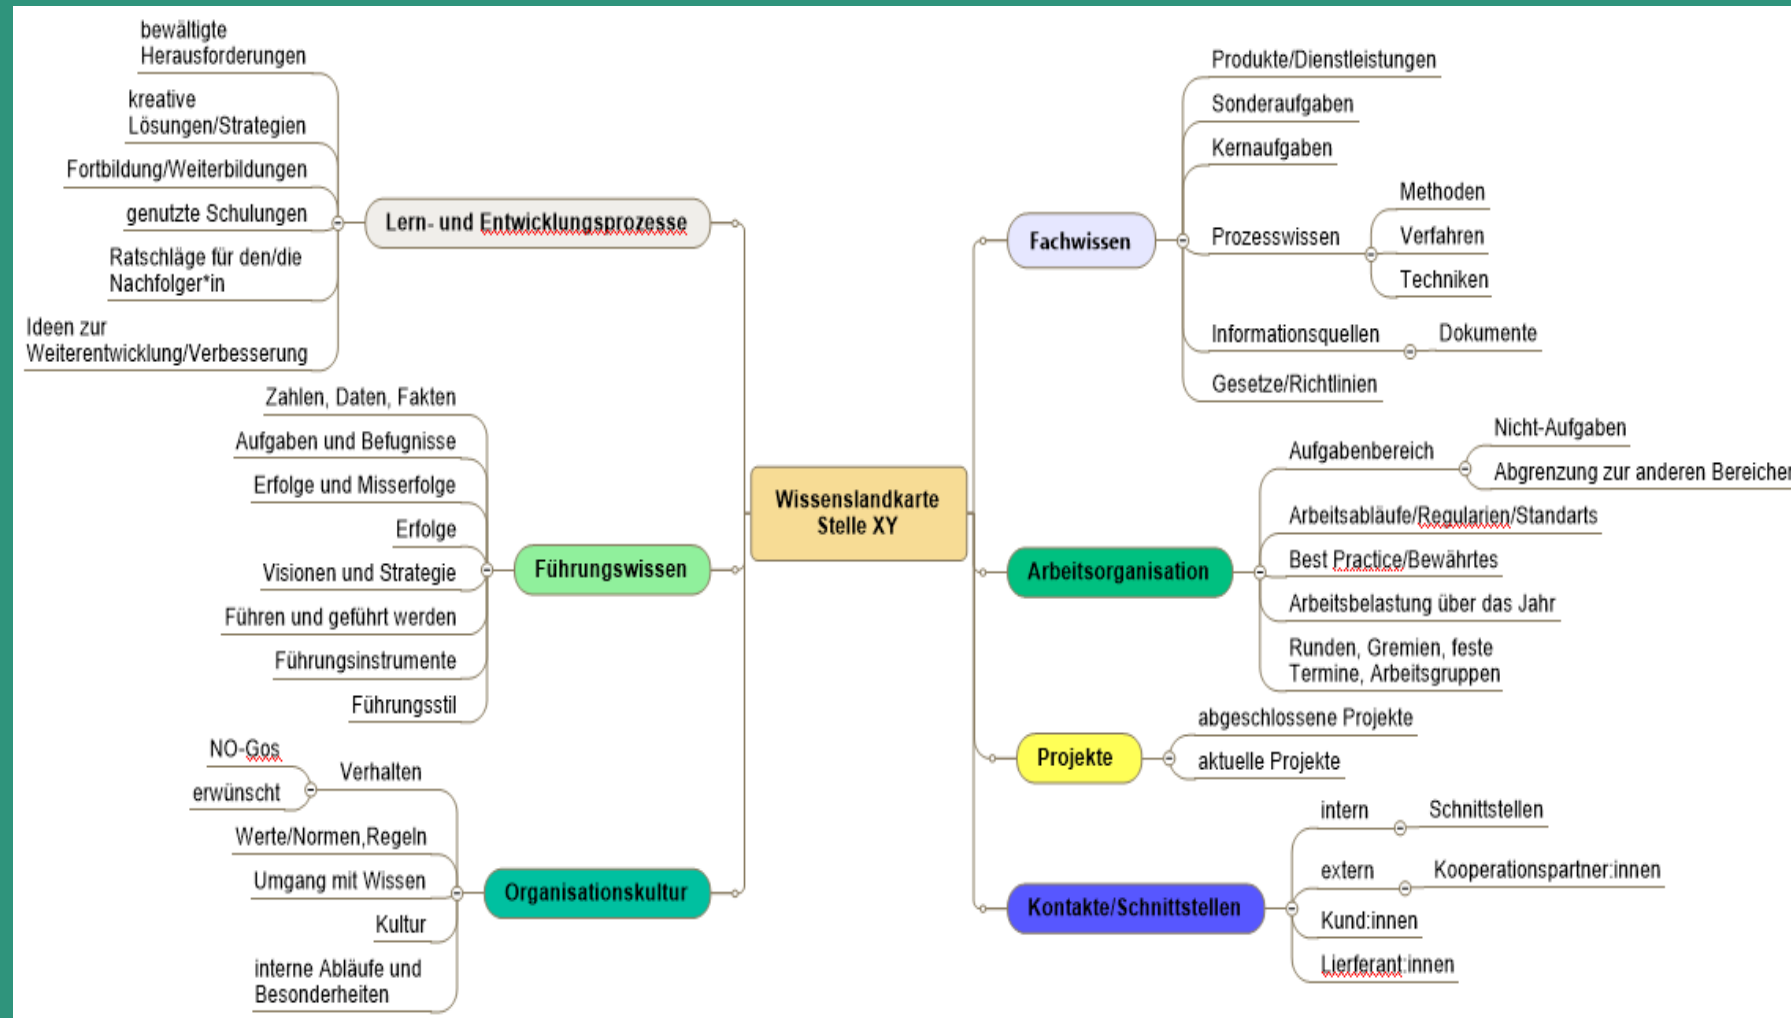 bewältigte
Herausforderungen
kreative
Lösungen/Strategien
Fortbildung/Weiterbildungen
genutzte Schulungen
Ratschläge für den/die
Nachfolger*in
Ideen zur
Weiterentwicklung/Verbesserung
Lern- und Entwicklungsprozesse
Zahlen, Daten, Fakten
Aufgaben und Befugnisse
Erfolge und Misserfolge
Erfolge
Visionen und Strategie
Führen und geführt werden
Führungsinstrumente
Führungsstil
Führungswissen
NO-Gos
erwünscht
Verhalten
Werte/Normen,Regeln
Umgang mit Wissen
Kultur
interne Abläufe und
Besonderheiten
Organisationskultur
Wissenslandkarte
Stelle XY
Fachwissen
Produkte/Dienstleistungen
Sonderaufgaben
Kernaufgaben
Prozesswissen
Methoden
Verfahren
Techniken
Informationsquellen
Dokumente
Gesetze/Richtlinien
Arbeitsorganisation
Aufgabenbereich
Nicht-Aufgaben
Abgrenzung zur anderen Bereichen
Arbeitsabläufe/Regularien/Standarts
Best Practice/Bewährtes
Arbeitsbelastung über das Jahr
Runden, Gremien, feste
Termine, Arbeitsgruppen
Projekte
abgeschlossene Projekte
aktuelle Projekte
Kontakte/Schnittstellen
intern
Schnittstellen
extern
Kooperationspartner:innen
Kund:innen
Lierferant:innen